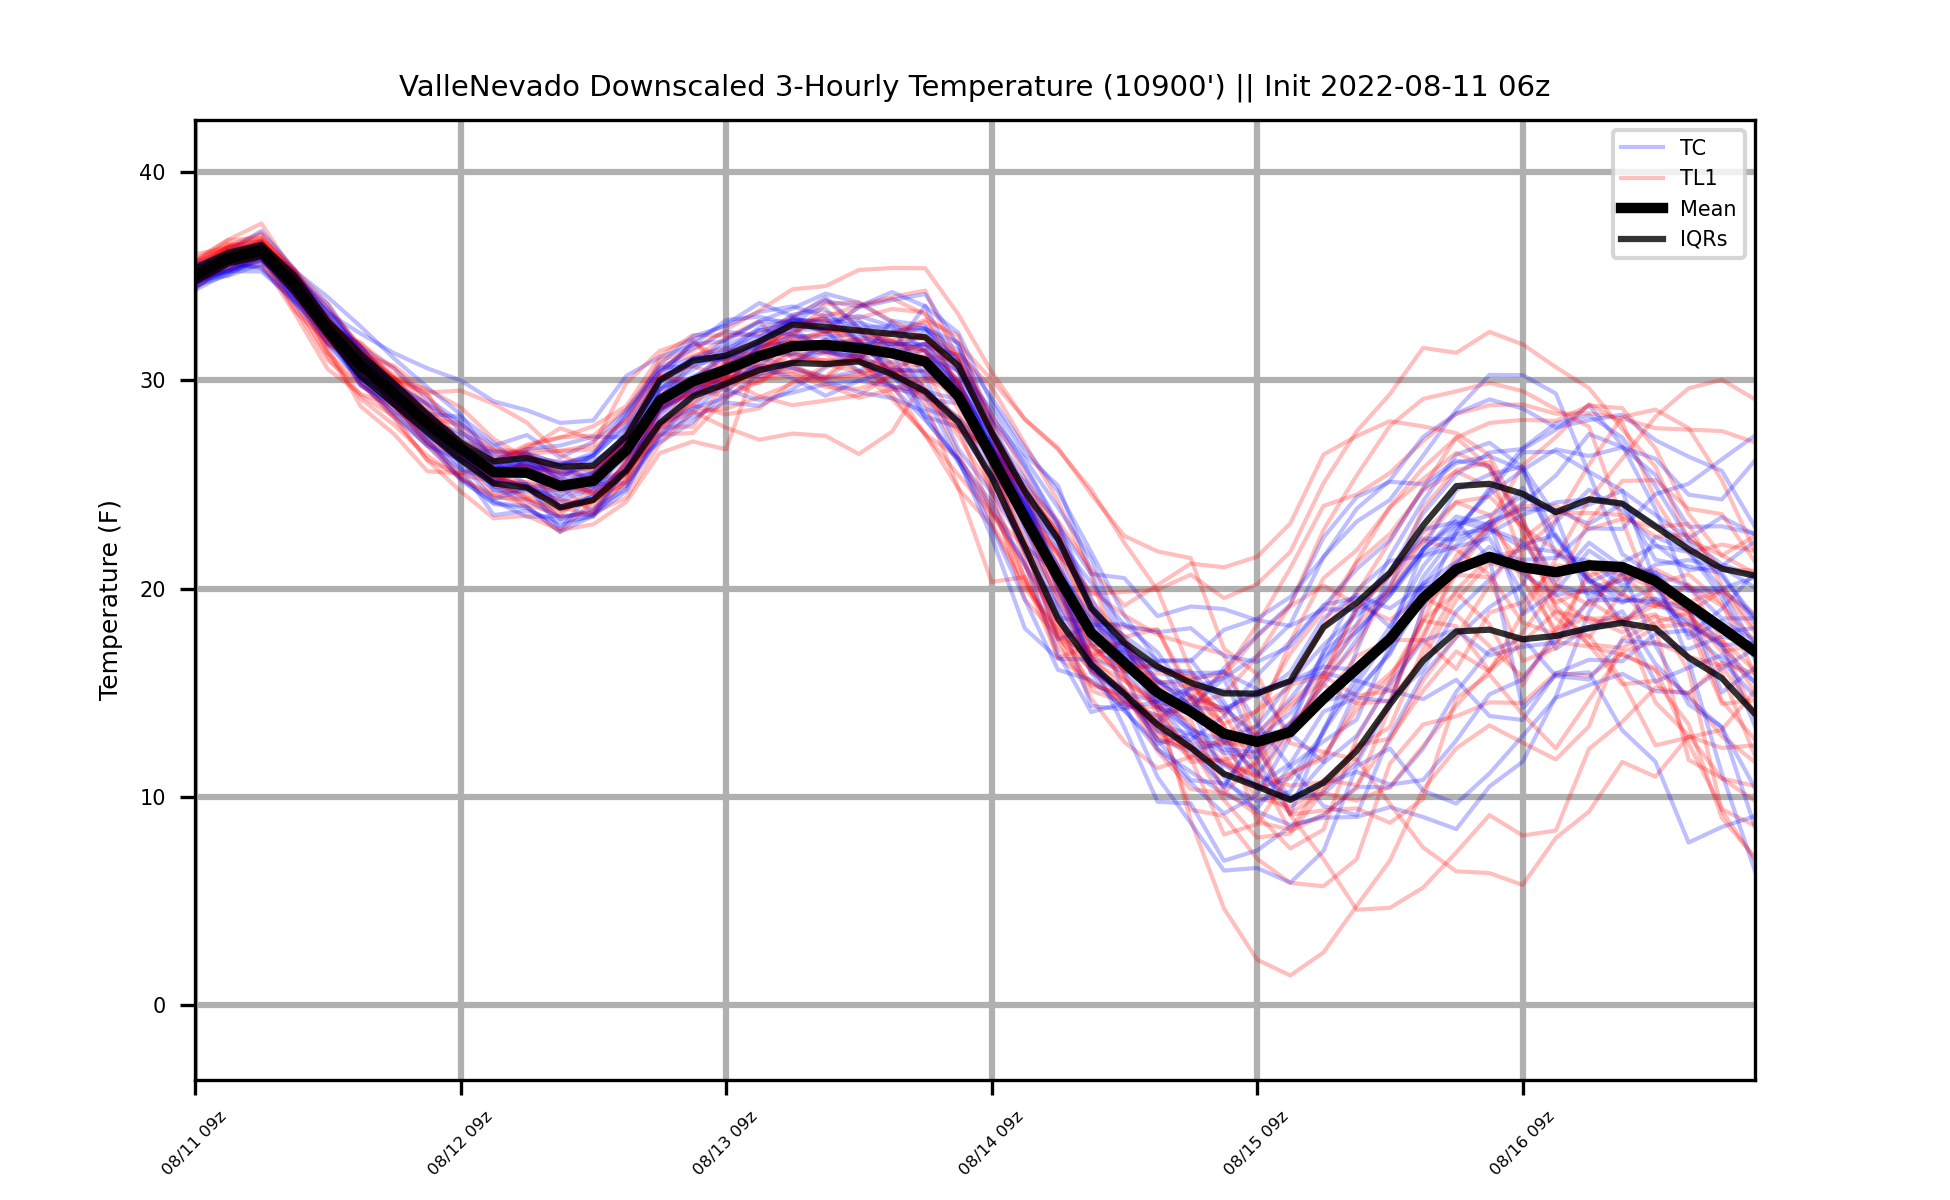 ValleNevado Downscaled 3-Hourly Temperature (10900') || Init 2022-08-11 06z
TC
TL1
Mean
IQRs
Temperature (F)
40
30
20
10
0
08/11 09z
08/12 09z
08/13 09z
08/14 09z
08/15 09z
08/16 09z